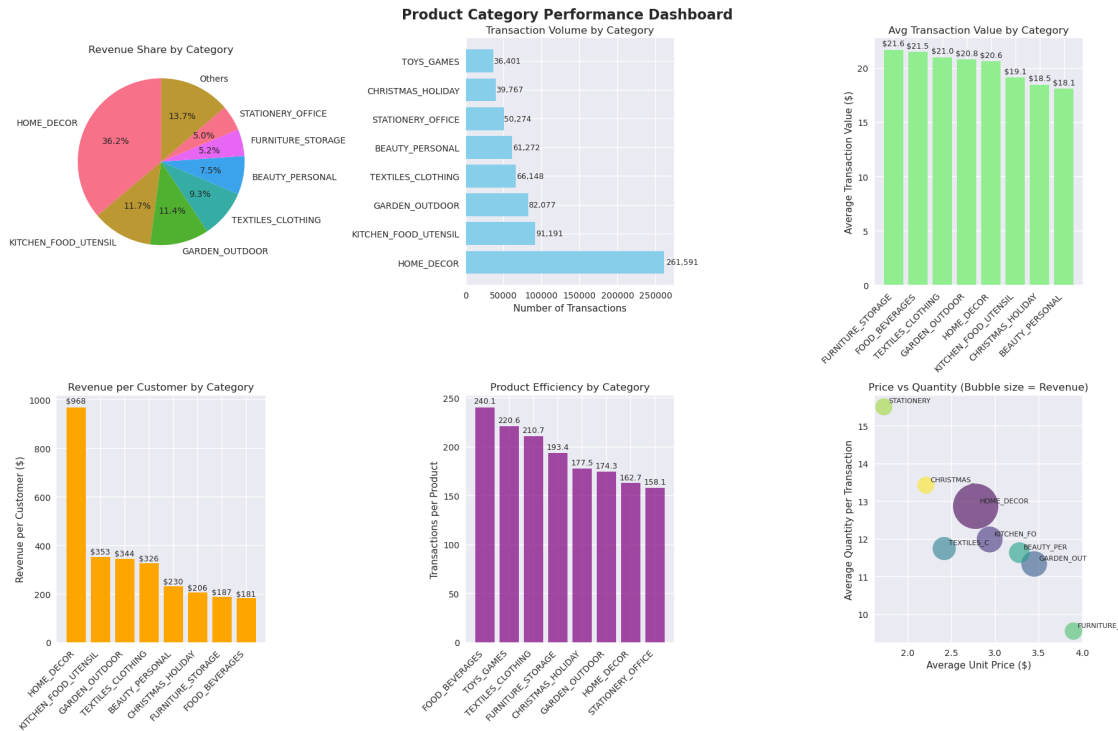 Product Category Performance Dashboard
Revenue Share by Category
Others
13.7%
STATIONERY_OFFICE
5.0%
FURNITURE_STORAGE
5.2%
BEAUTY_PERSONAL
7.5%
TEXTILES_CLOTHING
9.3%
GARDEN_OUTDOOR
11.4%
KITCHEN_FOOD_UTENSIL
11.7%
HOME_DECOR
36.2%
Transaction Volume by Category
TOYS_GAMES 36,401
CHRISTMAS_HOLIDAY 39,767
STATIONERY_OFFICE 50,274
BEAUTY_PERSONAL 61,272
TEXTILES_CLOTHING 66,148
GARDEN_OUTDOOR 82,077
KITCHEN_FOOD_UTENSIL 91,191
HOME_DECOR 261,591
0 50000 100000 150000 200000 250000
Number of Transactions
Avg Transaction Value by Category
$21.6 $21.5 $21.0 $20.8 $20.6 $19.1 $18.5 $18.1
20
15
10
5
0
Average Transaction Value ($)
FURNITURE_STORAGE
FOOD_BEVERAGES
TEXTILES_CLOTHING
GARDEN_OUTDOOR
HOME_DECOR
KITCHEN_FOOD_UTENSIL
CHRISTMAS_HOLIDAY
BEAUTY_PERSONAL
Revenue per Customer by Category
$968 $353 $344 $326 $230 $206 $187 $181
1000
800
600
400
200
0
Revenue per Customer ($)
HOME_DECOR
KITCHEN_FOOD_UTENSIL
GARDEN_OUTDOOR
TEXTILES_CLOTHING
BEAUTY_PERSONAL
CHRISTMAS_HOLIDAY
FURNITURE_STORAGE
FOOD_BEVERAGES
Product Efficiency by Category
240.1 220.6 210.7 193.4 177.5 174.3 162.7 158.1
250
200
150
100
50
0
Transactions per Product
FOOD_BEVERAGES
TOYS_GAMES
TEXTILES_CLOTHING
FURNITURE_STORAGE
CHRISTMAS_HOLIDAY
GARDEN_OUTDOOR
HOME_DECOR
STATIONERY_OFFICE
Price vs Quantity (Bubble size = Revenue)
STATIONERY
CHRISTMAS_
HOME_DECOR
KITCHEN_FO
TEXTILES_C
BEAUTY_PER
GARDEN_OUT
FURNITURE_
15
14
13
12
11
10
Average Quantity per Transaction
2.0 2.5 3.0 3.5 4.0
Average Unit Price ($)